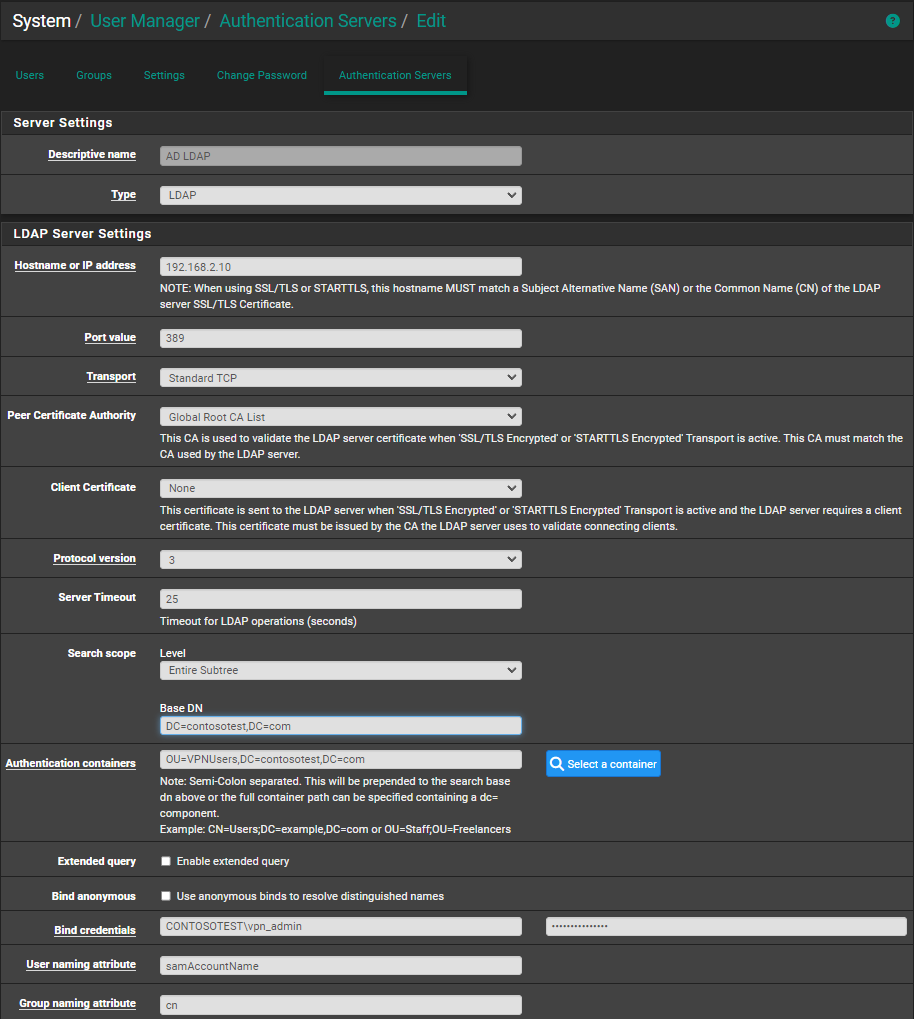 System / User Manager / Authentication Servers / Edit
?
Users Groups Settings Change Password Authentication Servers
Server Settings
Descriptive name AD LDAP
Type LDAP
LDAP Server Settings
Hostname or IP address 192.168.2.10
NOTE: When using SSL/TLS or STARTTLS, this hostname MUST match a Subject Alternative Name (SAN) or the Common Name (CN) of the LDAP
server SSL/TLS Certificate.
Port value 389
Transport Standard TCP
Peer Certificate Authority Global Root CA List
This CA is used to validate the LDAP server certificate when 'SSL/TLS Encrypted' or 'STARTTLS Encrypted' Transport is active. This CA must match the
CA used by the LDAP server.
Client Certificate None
This certificate is sent to the LDAP server when 'SSL/TLS Encrypted' or 'STARTTLS Encrypted' Transport is active and the LDAP server requires a client
certificate. This certificate must be issued by the CA the LDAP server uses to validate connecting clients.
Protocol version 3
Server Timeout 25
Timeout for LDAP operations (seconds)
Search scope Level
Entire Subtree
Base DN
DC=contosotest,DC=com
Authentication containers OU=VPNUsers,DC=contosotest,DC=com Select a container
Note: Semi-Colon separated. This will be prepended to the search base
dn above or the full container path can be specified containing a dc=
component.
Example: CN=Users;DC=example,DC=com or OU=Staff;OU=Freelancers
Extended query Enable extended query
Bind anonymous Use anonymous binds to resolve distinguished names
Bind credentials CONTOSOTEST\vpn_admin •••••••••••••••
User naming attribute samAccountName
Group naming attribute cn